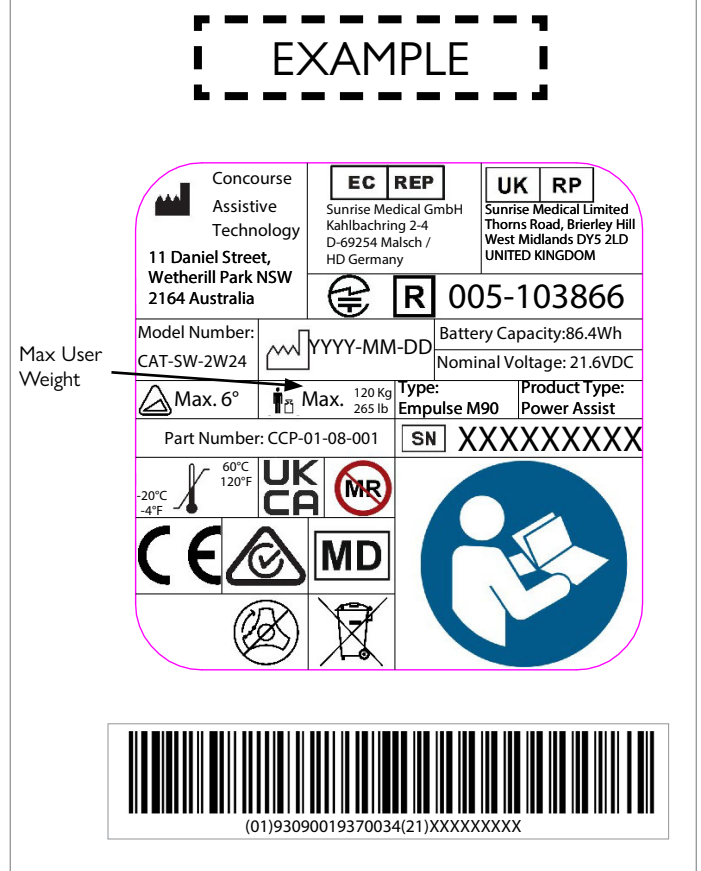 EXAMPLE
Concourse
Assistive
Technology
11 Daniel Street,
Wetherill Park NSW
2164 Australia
EC REP
Sunrise Medical GmbH
Kahlbachring 2-4
D-69254 Malsch /
HD Germany
UK RP
Sunrise Medical Limited
Thorns Road, Brierley Hill
West Midlands DY5 2LD
UNITED KINGDOM
R 005-103866
Model Number:
CAT-SW-2W24
YYYY-MM-DD
Battery Capacity:86.4Wh
Nominal Voltage: 21.6VDC
Max User
Weight
Max. 6°
Max. 120 Kg
265 lb
Type:
Empulse M90
Product Type:
Power Assist
Part Number: CCP-01-08-001
SN XXXXXXXXX
-20°C
-4°F
60°C
120°F
UK
CA
MR
CE
MD
(01)93090019370034(21)XXXXXXXXX